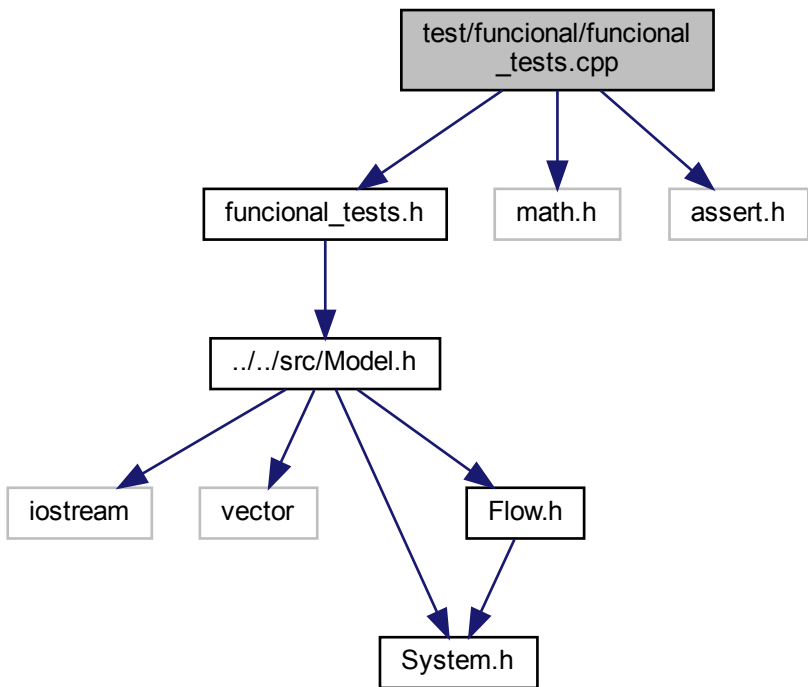 test/funcional/funcional
_tests.cpp
funcional_tests.h
math.h
assert.h
../../src/Model.h
iostream
vector
Flow.h
System.h